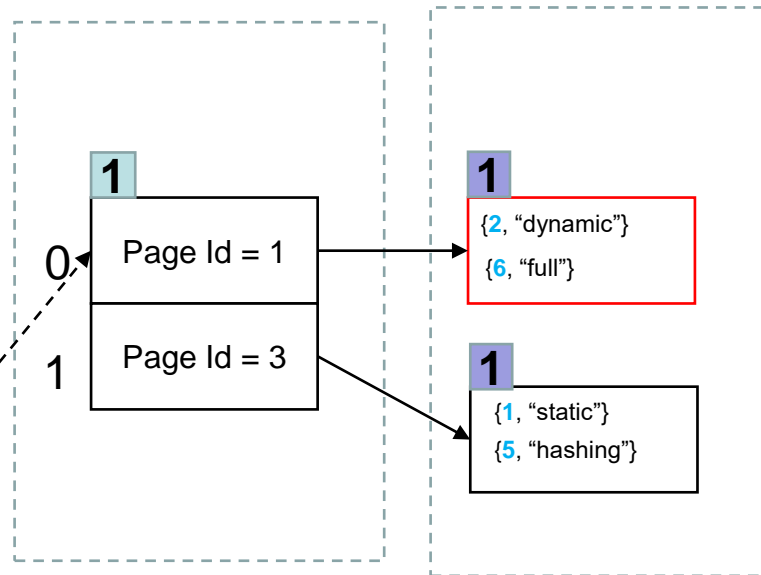 1
0
Page Id = 1
1
Page Id = 3
1
{2, “dynamic”}
{6, “full”}
1
{1, “static”}
{5, “hashing”}